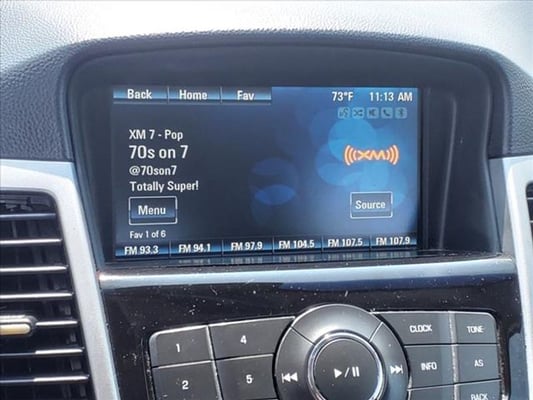 Back Home Fav 73°F 11:13 AM
XM 7 - Pop
70s on 7
@70son7
Totally Super!
XM
Menu
Source
Fav 1 of 6
FM 93.3 FM 94.1 FM 97.9 FM 104.5 FM 107.5 FM 107.9
1 4 CLOCK TONE
2 5 INFO AS
BACK